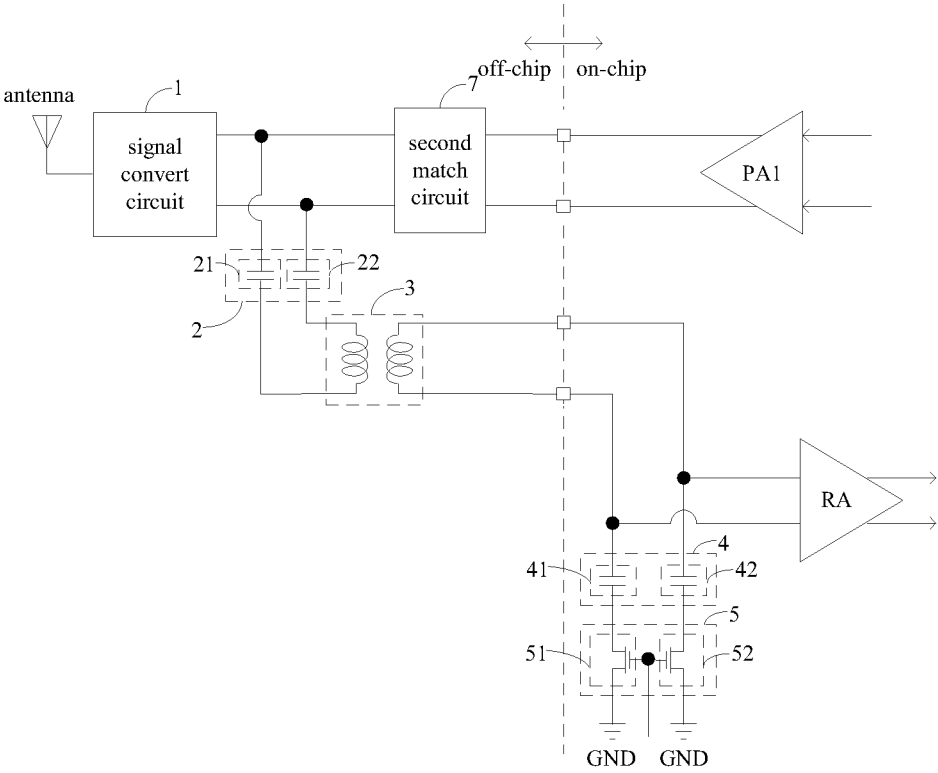 off-chip
on-chip
antenna
1
7
signal
convert
circuit
second
match
circuit
PA1
21
22
2
3
RA
4
41
42
5
51
52
GND
GND